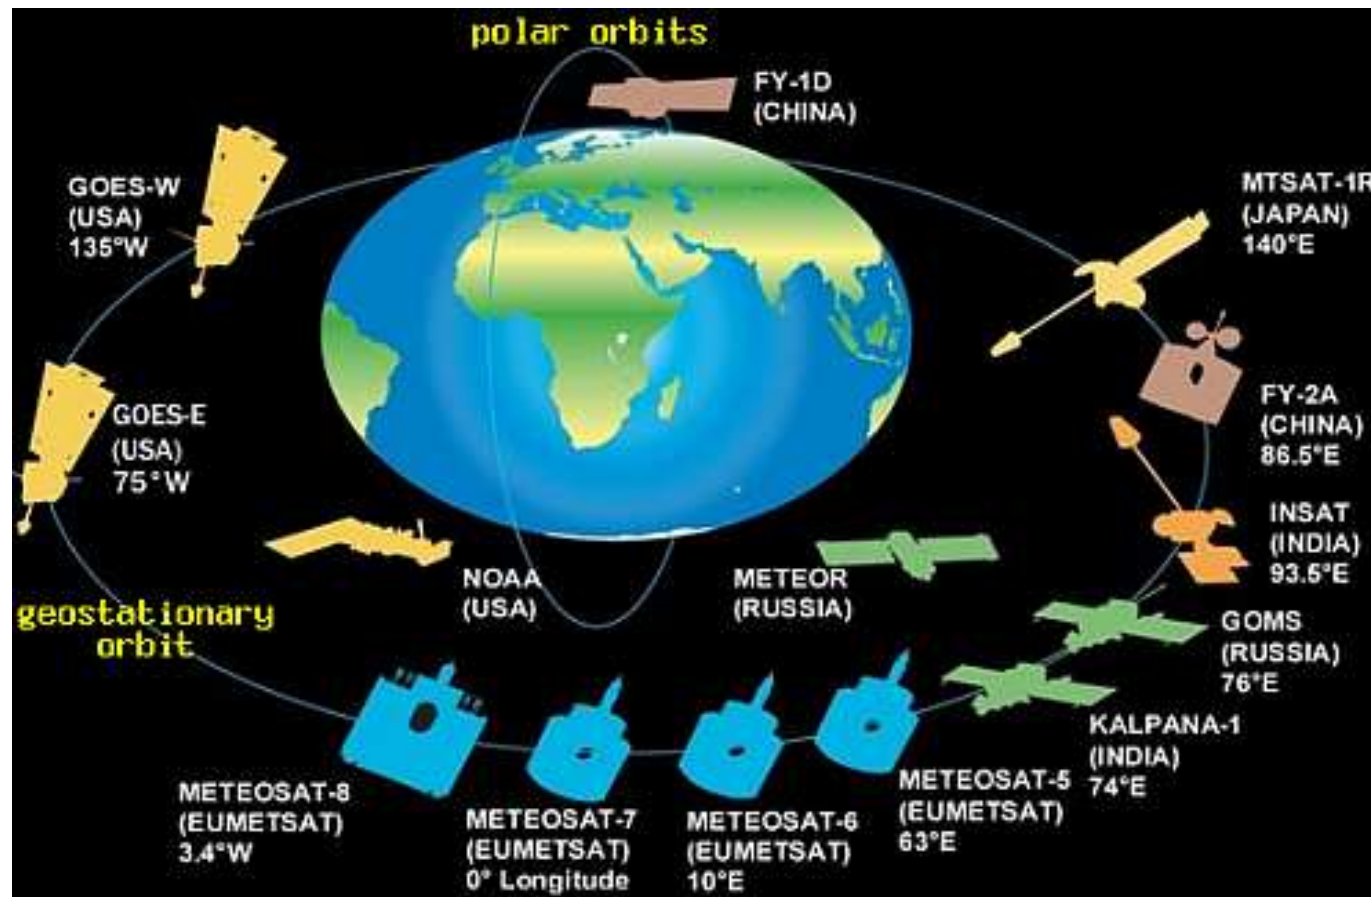 polar orbits
FY-1D
(CHINA)
GOES-W
(USA)
135°W
MTSAT-1R
(JAPAN)
140°E
GOES-E
(USA)
75°W
FY-2A
(CHINA)
86.5°E
INSAT
(INDIA)
93.5°E
NOAA
(USA)
METEOR
(RUSSIA)
geostationary
orbit
GOMS
(RUSSIA)
76°E
KALPANA-1
(INDIA)
74°E
METEOSAT-8
(EUMETSAT)
3.4°W
METEOSAT-7
(EUMETSAT)
0° Longitude
METEOSAT-6
(EUMETSAT)
10°E
METEOSAT-5
(EUMETSAT)
63°E